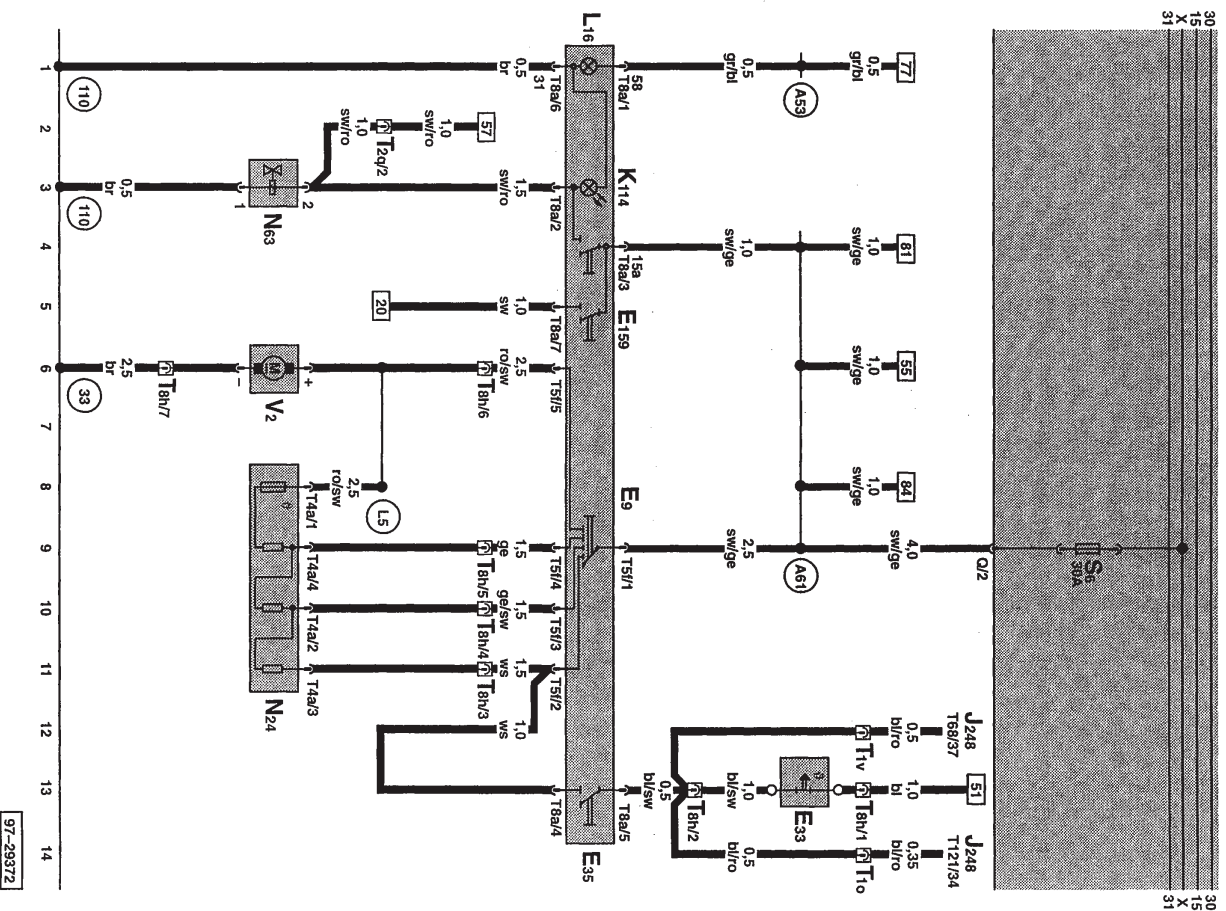 30 30
15 15
X X
31 31
S6
30A
Q/2
J248 J248
T68/37 T121/34
77 81 55 84 51
0,5 1,0 1,0 1,0 4,0 0,5 1,0 0,35
gr/bl sw/ge sw/ge sw/ge sw/ge bl/ro bl bl/ro
T1v T8h/1 T1o
A53 A61 E33
0,5 1,0 2,5 1,0 0,5
gr/bl sw/ge sw/ge bl/sw bl/ro
T8h/2
0,5
bl/sw
58 15a
T8a/1 T8a/3 T5f/1 T8a/5
L16 K114 E159 E9 E35
T8a/6 T8a/2 T8a/7 T5f/5 T5f/4 T5f/3 T5f/2 T8a/4
31
0,5 1,5 1,0 2,5 1,5 1,5 1,5 1,0
br sw/ro sw ro/sw ge ge/sw ws ws
57
1,0
sw/ro
T2q/2
1,0
sw/ro
T8h/6 T8h/5 T8h/4 T8h/3
20
L5
2,5
ro/sw
T4a/1 T4a/4 T4a/2 T4a/3
2 +
N63 V2 N24
M
1 –
T8h/7
0,5 2,5
br br
110 110 33
1 2 3 4 5 6 7 8 9 10 11 12 13 14
97–29372